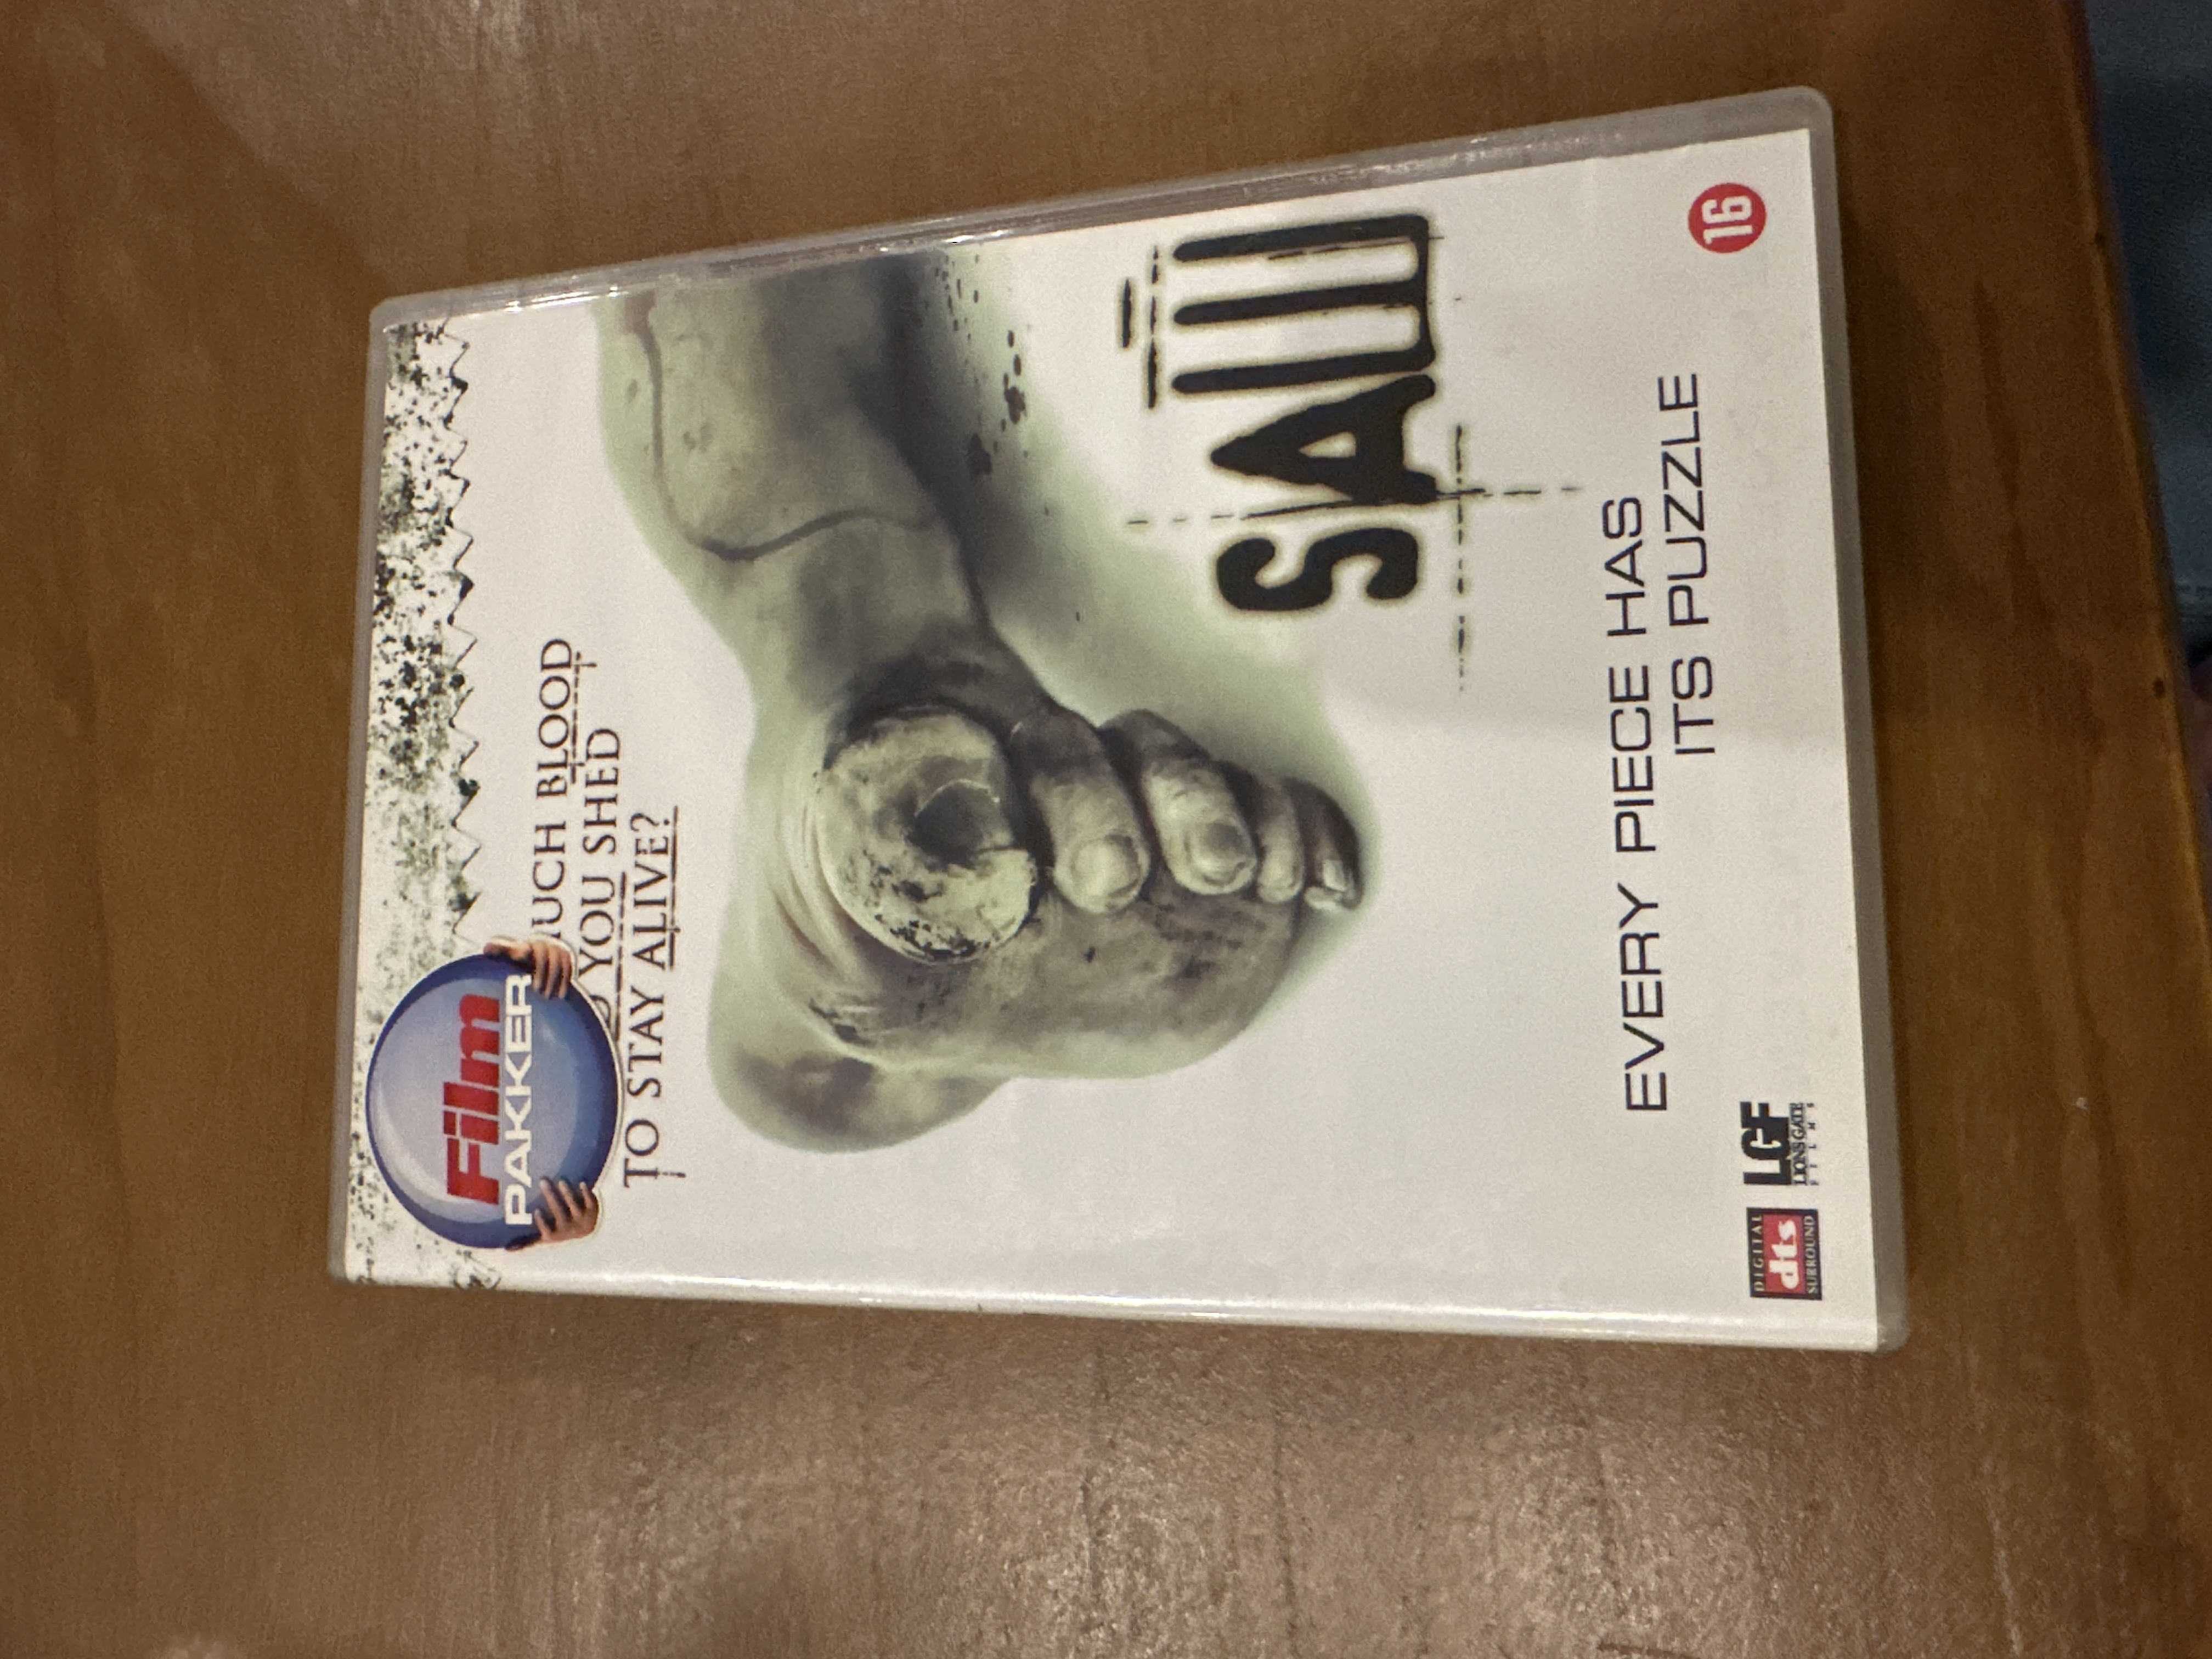 Film
PAKKER
UCH BLOOD
YOU SHED
TO STAY ALIVE?
SAW
EVERY PIECE HAS
ITS PUZZLE
DIGITAL
dts
SURROUND
LGF
LIONS GATE
FILMS
16